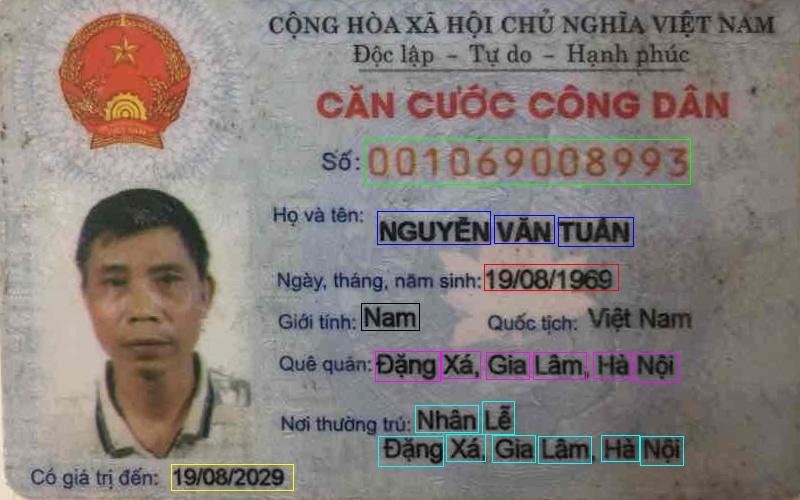 CỘNG HÒA XÃ HỘI CHỦ NGHĨA VIỆT NAM
Độc lập - Tự do - Hạnh phúc
CĂN CƯỚC CÔNG DÂN
Số: 001069008993
Họ và tên: NGUYỄN VĂN TUẤN
Ngày, tháng, năm sinh: 19/08/1969
Giới tính: Nam Quốc tịch: Việt Nam
Quê quán: Đặng Xá, Gia Lâm, Hà Nội
Nơi thường trú: Nhân Lễ
Đặng Xá, Gia Lâm, Hà Nội
Có giá trị đến: 19/08/2029